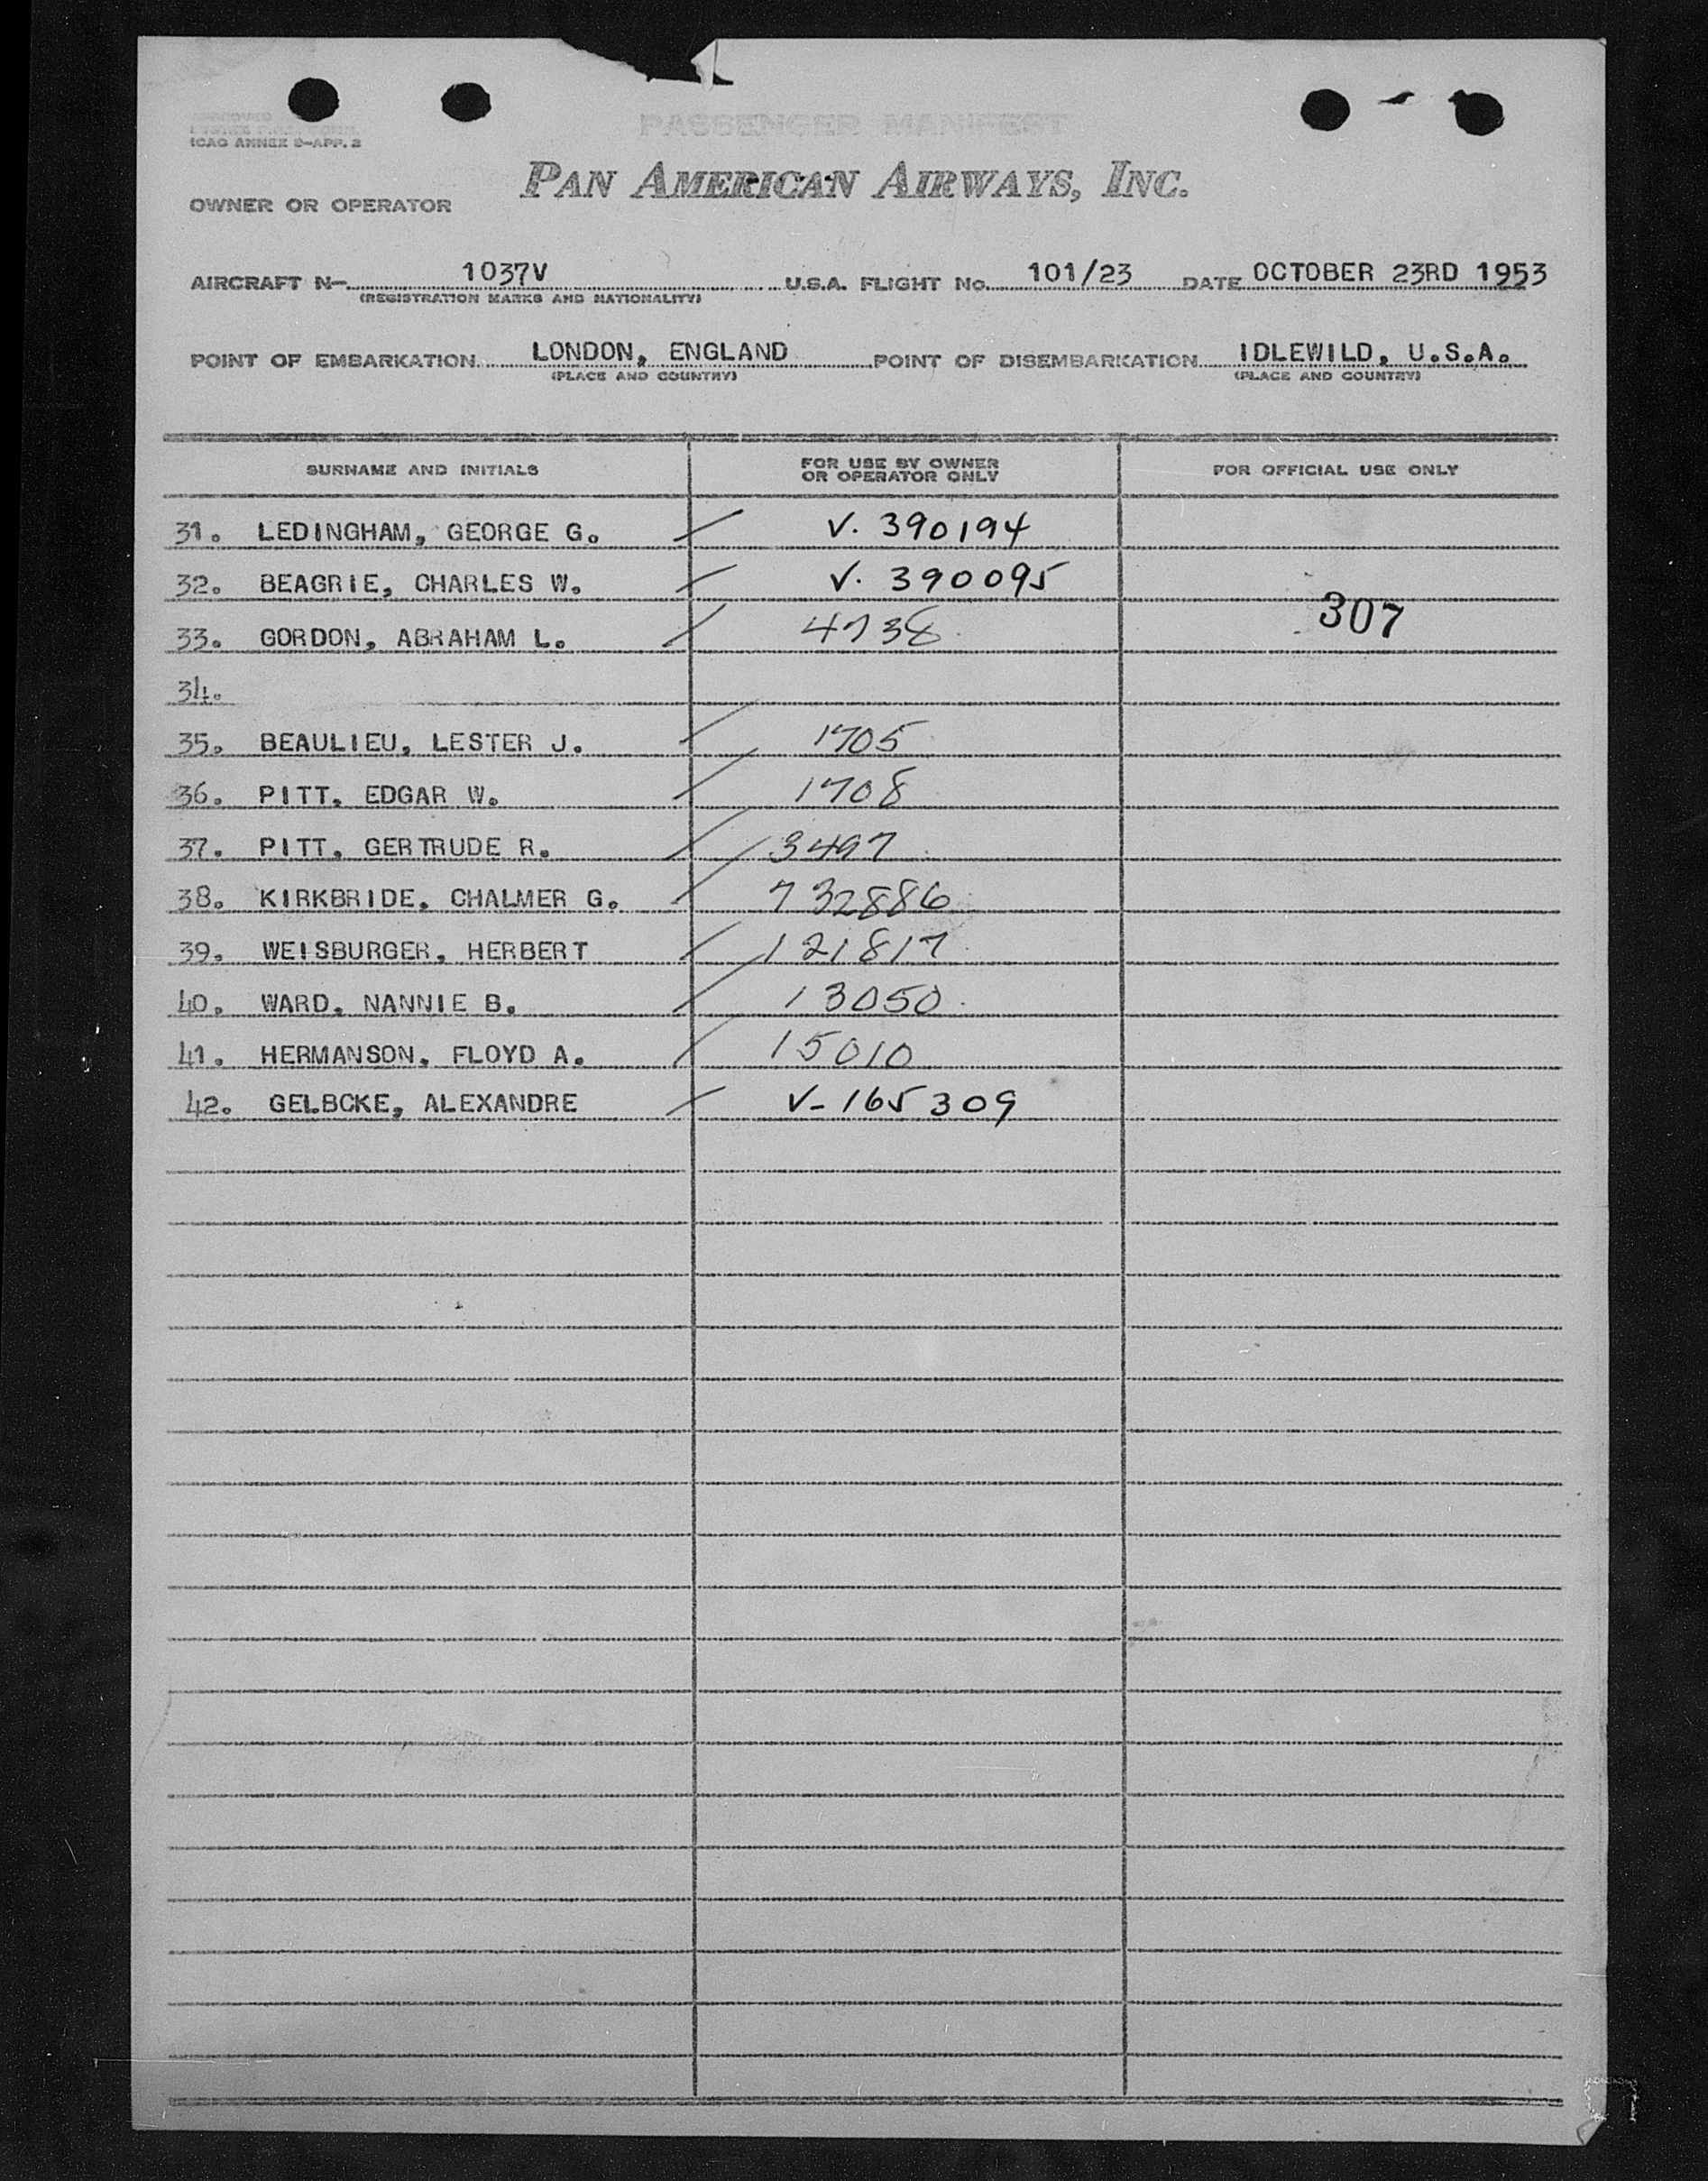 PASSENGER MANIFEST
ICAO ANNEX 9-APP. 2
PAN AMERICAN AIRWAYS, INC.
OWNER OR OPERATOR
AIRCRAFT N- 1037V U.S.A. FLIGHT No. 101/23 DATE OCTOBER 23RD 1953
(REGISTRATION MARKS AND NATIONALITY)
POINT OF EMBARKATION LONDON, ENGLAND POINT OF DISEMBARKATION IDLEWILD, U.S.A.
(PLACE AND COUNTRY) (PLACE AND COUNTRY)
SURNAME AND INITIALS FOR USE BY OWNER OR OPERATOR ONLY FOR OFFICIAL USE ONLY
31. LEDINGHAM, GEORGE G. V. 390194
32. BEAGRIE, CHARLES W. V. 390095
307
33. GORDON, ABRAHAM L. 4738
34.
35. BEAULIEU, LESTER J. 1705
36. PITT, EDGAR W. 1708
37. PITT, GERTRUDE R. 3497
38. KIRKBRIDE, CHALMER G. 732886
39. WEISBURGER, HERBERT 121817
40. WARD, NANNIE B. 13050
41. HERMANSON, FLOYD A. 15010
42. GELBCKE, ALEXANDRE V-165309